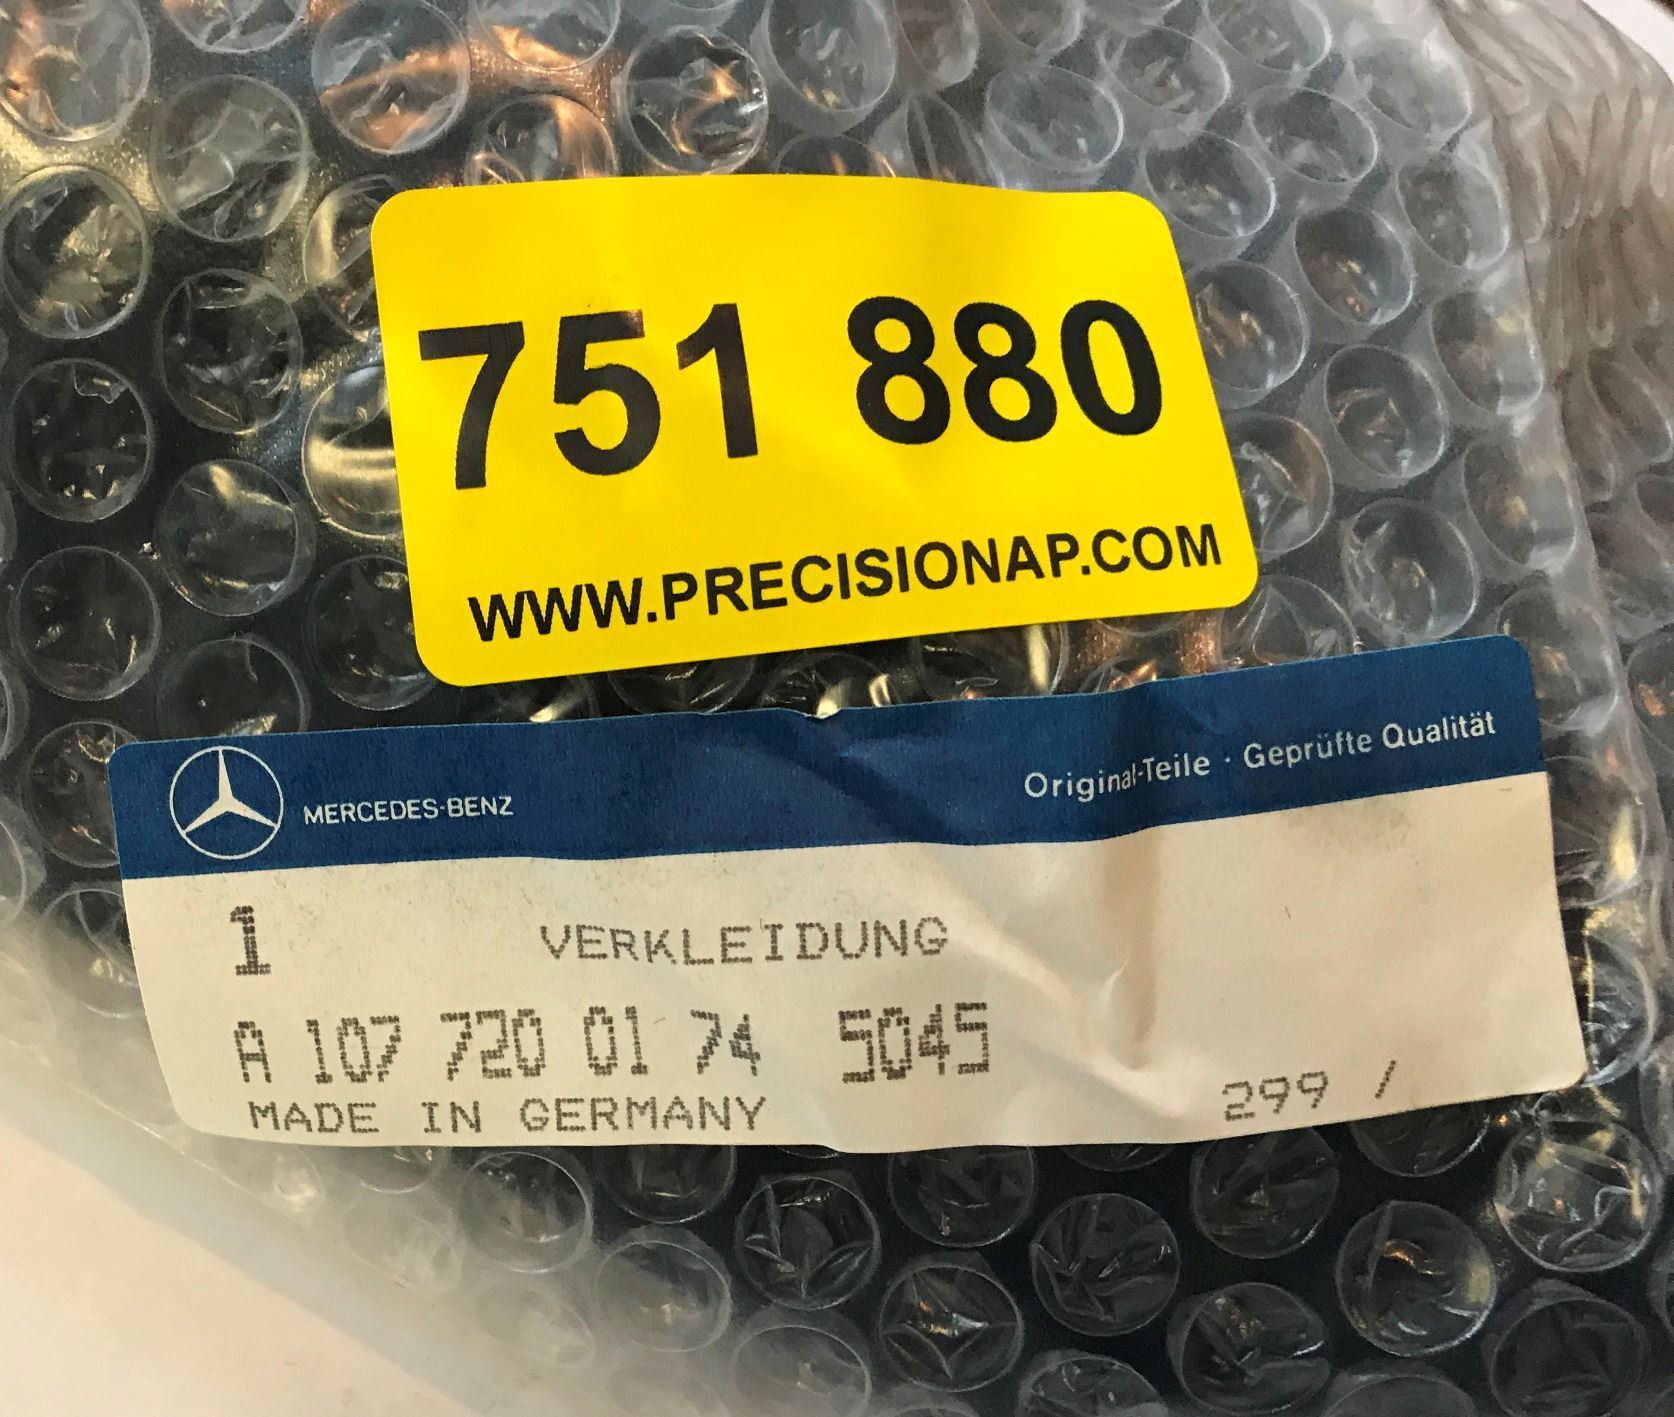 751 880
WWW.PRECISIONAP.COM
MERCEDES-BENZ
Original-Teile · Geprüfte Qualität
1 VERKLEIDUNG
A 107 720 01 74 5045
MADE IN GERMANY
299 /